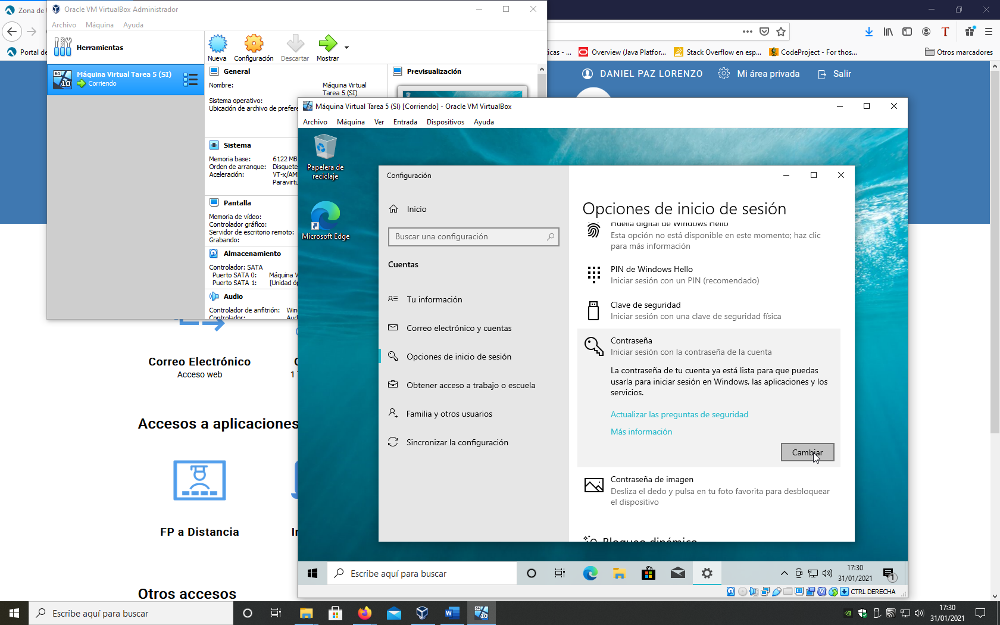 Zona de
Oracle VM VirtualBox Administrador
Archivo Máquina Ayuda
Herramientas
Nueva Configuración Descartar Mostrar
Portal de
icas - ... Overview (Java Platfor... Stack Overflow en esp... CodeProject - For thos... Otros marcadores
DANIEL PAZ LORENZO Mi área privada Salir
Máquina Virtual Tarea 5 (SI)
Corriendo
General
Nombre: Máquina Virtual
Tarea 5 (SI)
Sistema operativo:
Ubicación de archivo de prefere
Previsualización
Sistema
Memoria base: 6122 MB
Orden de arranque: Disquete
Aceleración: VT-x/AM
Paravirtu
Pantalla
Memoria de vídeo:
Controlador gráfico:
Servidor de escritorio remoto:
Grabando:
Almacenamiento
Controlador: SATA
Puerto SATA 0: Máquina V
Puerto SATA 1: [Unidad óp
Audio
Controlador de anfitrión: Win
Controlador: Aud
Máquina Virtual Tarea 5 (SI) [Corriendo] - Oracle VM VirtualBox
Archivo Máquina Ver Entrada Dispositivos Ayuda
Papelera de
reciclaje
Microsoft Edge
Configuración
Inicio
Buscar una configuración
Cuentas
Tu información
Correo electrónico y cuentas
Opciones de inicio de sesión
Obtener acceso a trabajo o escuela
Familia y otros usuarios
Sincronizar la configuración
Opciones de inicio de sesión
Huella digital de Windows Hello
Esta opción no está disponible en este momento; haz clic
para más información
PIN de Windows Hello
Iniciar sesión con un PIN (recomendado)
Clave de seguridad
Iniciar sesión con una clave de seguridad física
Contraseña
Iniciar sesión con la contraseña de la cuenta
La contraseña de tu cuenta ya está lista para que puedas
usarla para iniciar sesión en Windows, las aplicaciones y los
servicios.
Actualizar las preguntas de seguridad
Más información
Cambiar
Contraseña de imagen
Desliza el dedo y pulsa en tu foto favorita para desbloquear
el dispositivo
Bloqueo dinámico
Escribe aquí para buscar
17:30
31/01/2021
1
CTRL DERECHA
Correo Electrónico
Acceso web
1
Accesos a aplicaciones
FP a Distancia
Otros accesos
Escribe aquí para buscar
17:30
31/01/2021